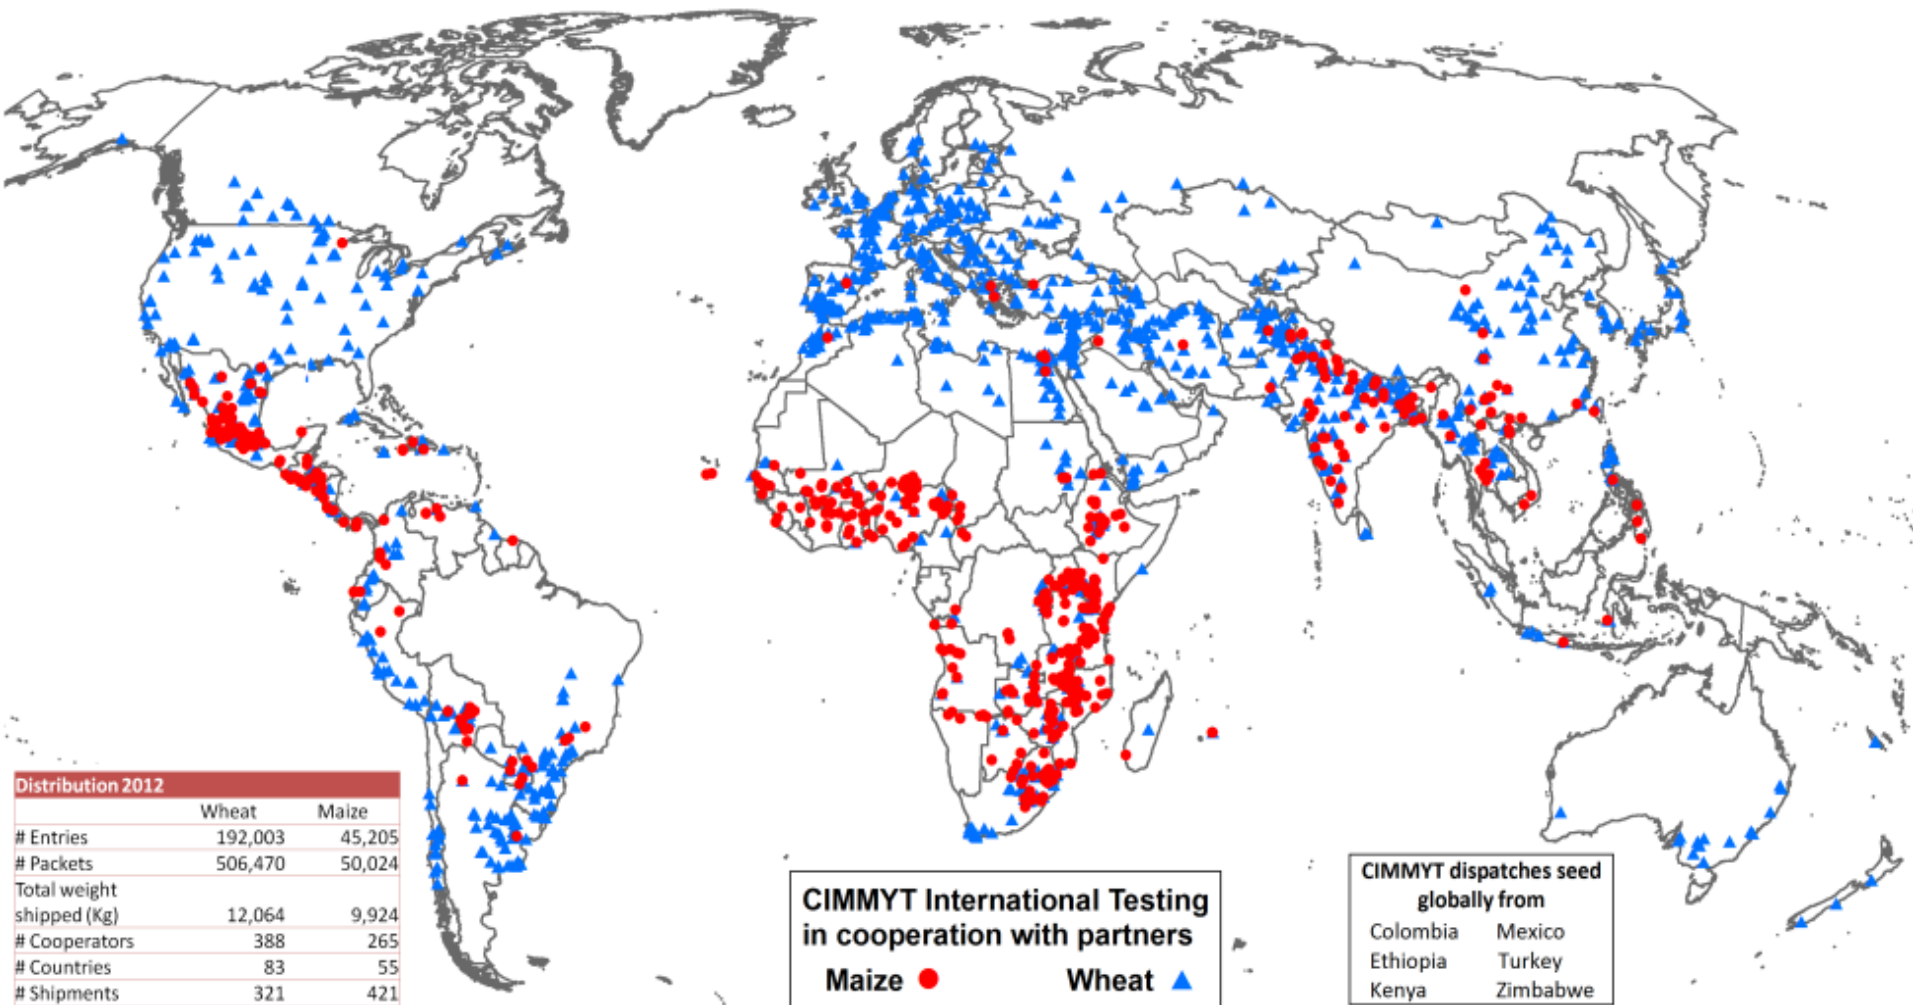 Distribution 2012
Wheat Maize
# Entries 192,003 45,205
# Packets 506,470 50,024
Total weight
shipped (Kg) 12,064 9,924
# Cooperators 388 265
# Countries 83 55
# Shipments 321 421
CIMMYT International Testing
in cooperation with partners
Maize Wheat
CIMMYT dispatches seed
globally from
Colombia Mexico
Ethiopia Turkey
Kenya Zimbabwe